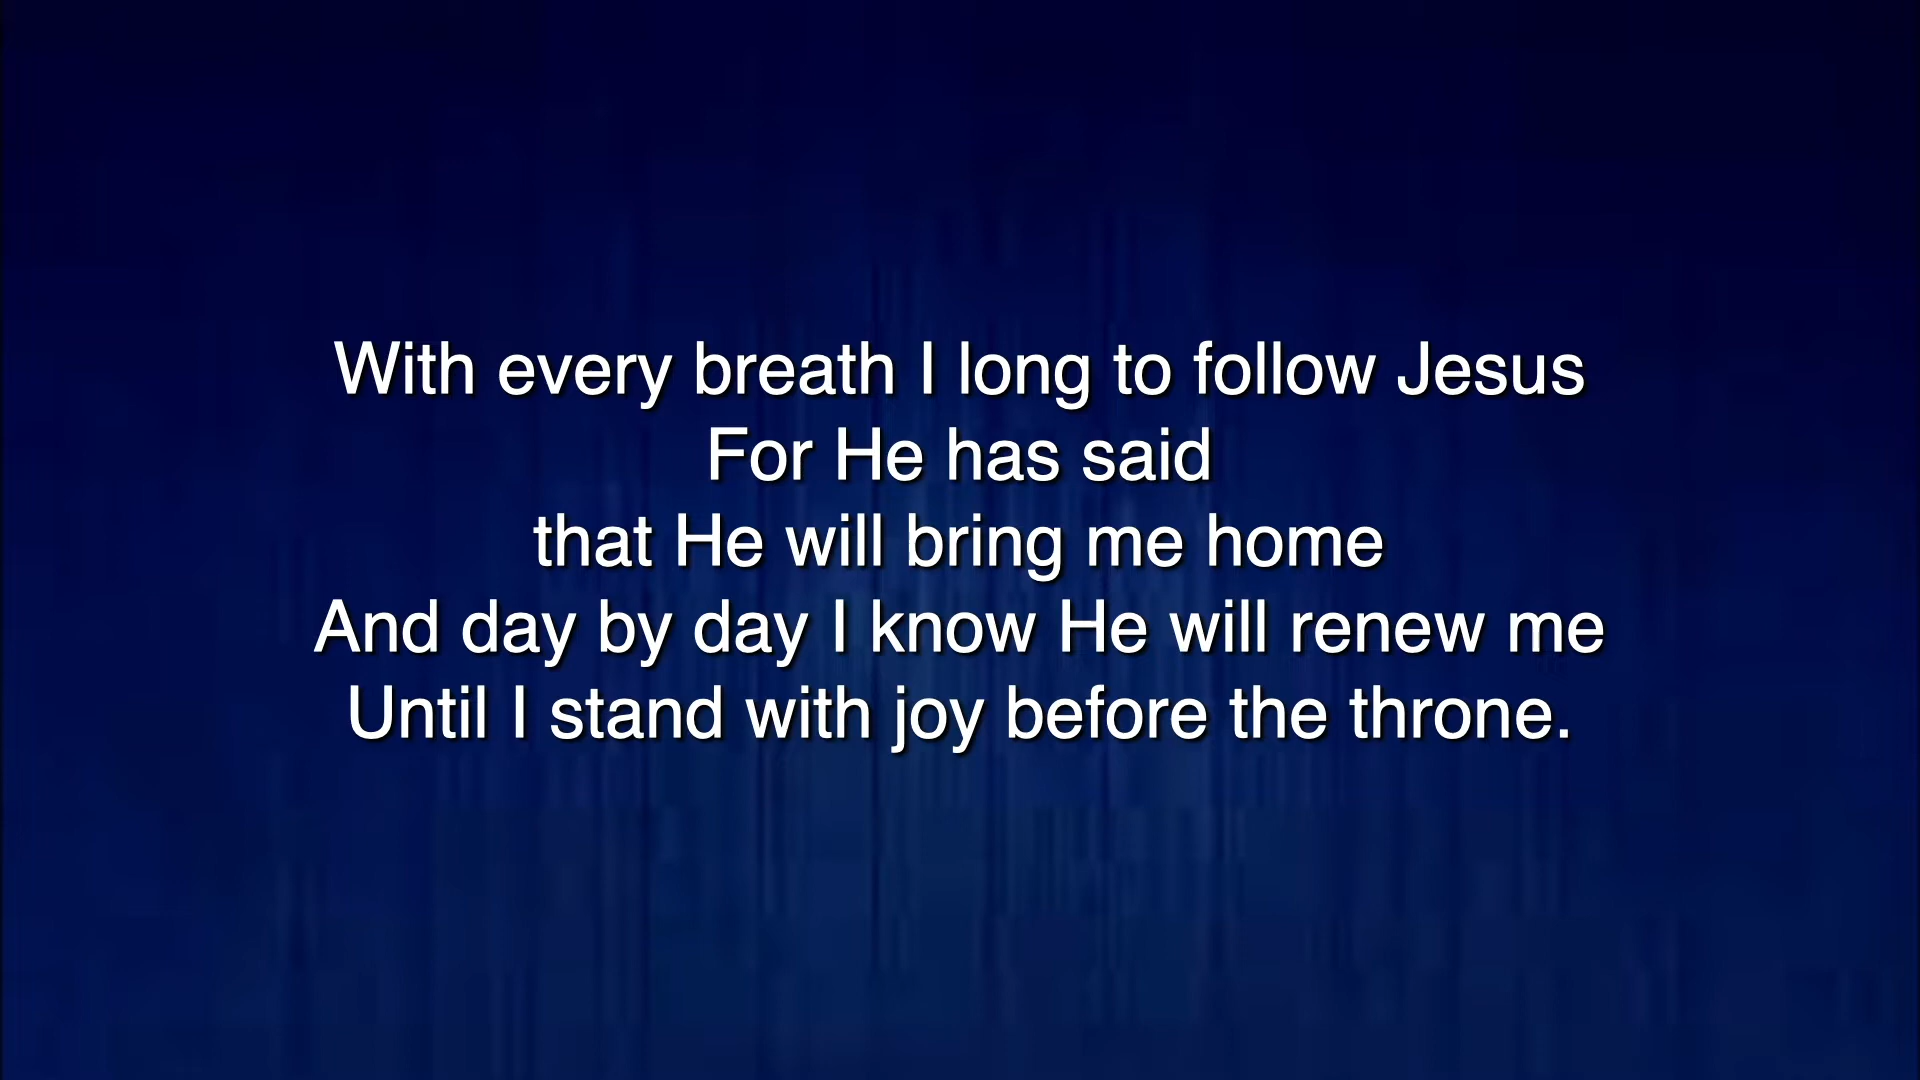 With every breath I long to follow Jesus
For He has said
that He will bring me home
And day by day I know He will renew me
Until I stand with joy before the throne.